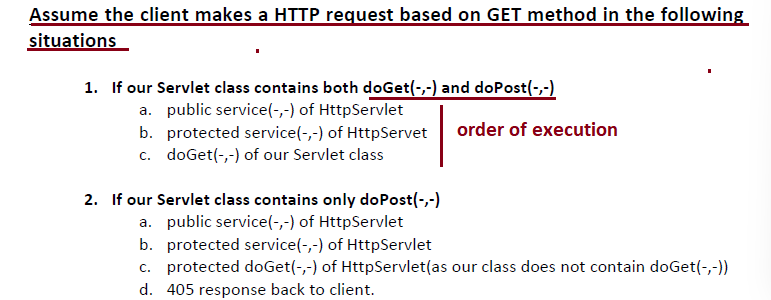 Assume the client makes a HTTP request based on GET method in the following
situations
1. If our Servlet class contains both doGet(-,-) and doPost(-,-)
a. public service(-,-) of HttpServlet
b. protected service(-,-) of HttpServet
order of execution
c. doGet(-,-) of our Servlet class
2. If our Servlet class contains only doPost(-,-)
a. public service(-,-) of HttpServlet
b. protected service(-,-) of HttpServlet
c. protected doGet(-,-) of HttpServlet(as our class does not contain doGet(-,-))
d. 405 response back to client.